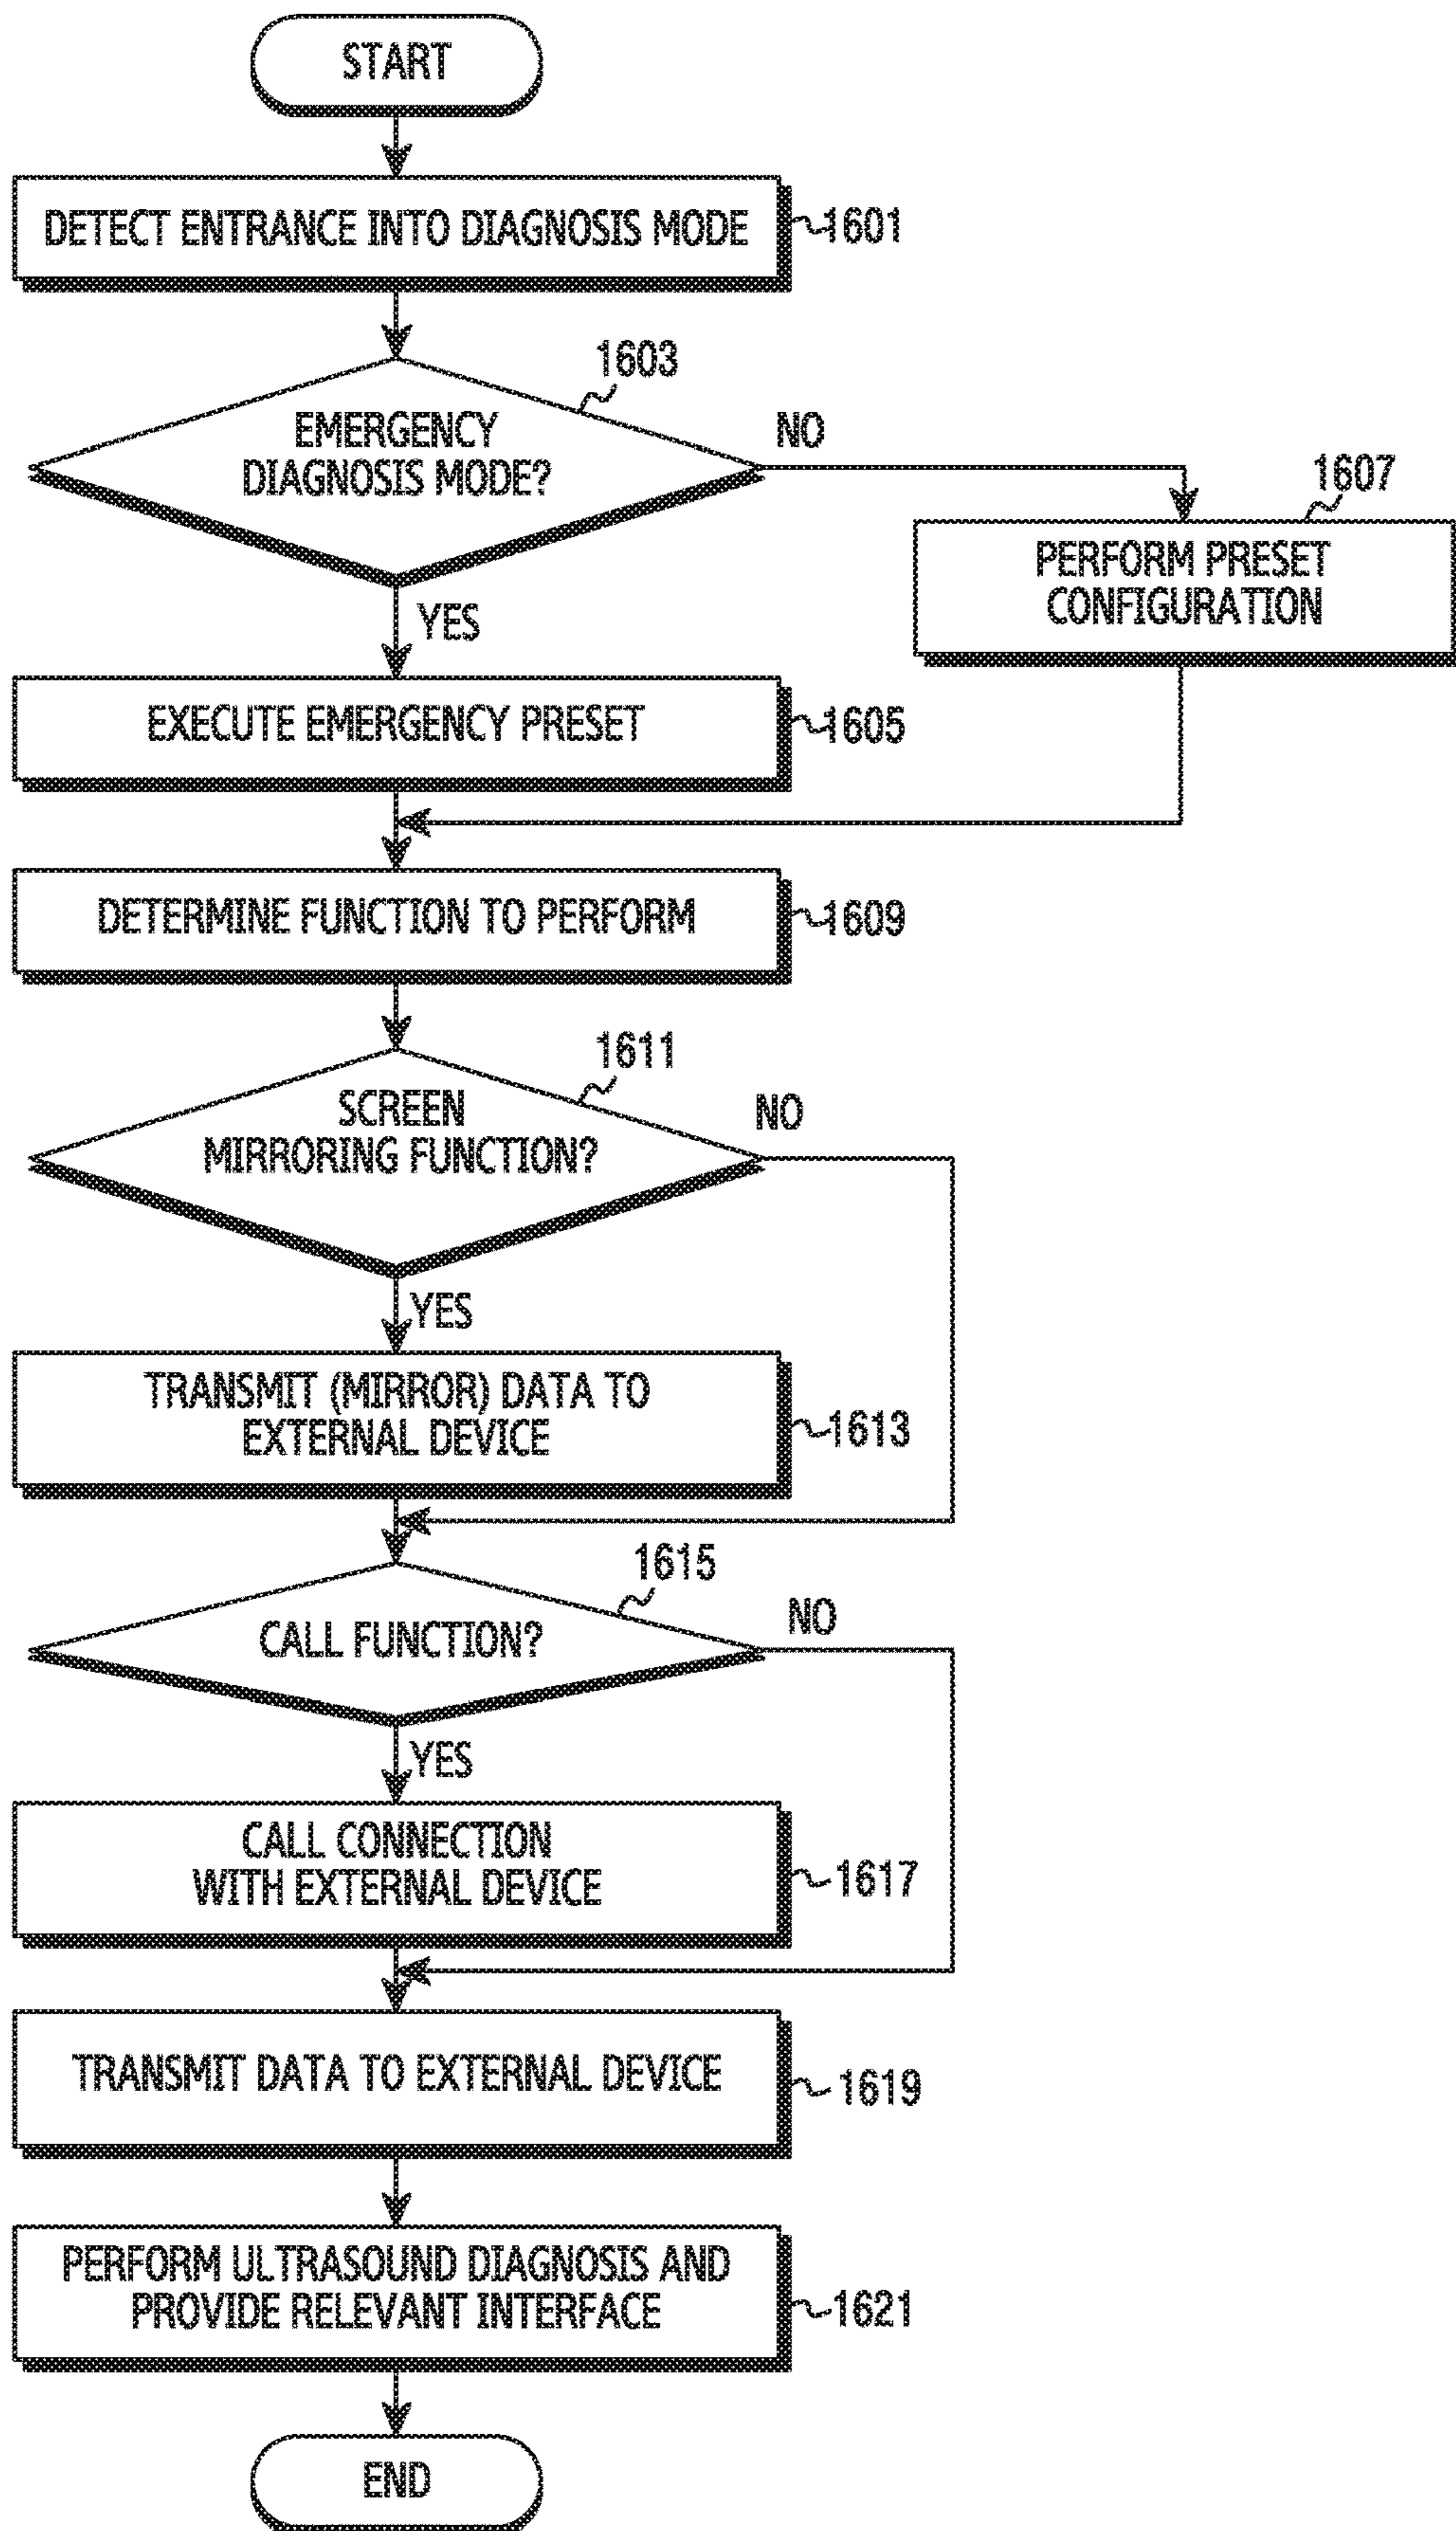 START
DETECT ENTRANCE INTO DIAGNOSIS MODE
1601
1603
EMERGENCY
DIAGNOSIS MODE?
NO
1607
PERFORM PRESET
CONFIGURATION
YES
EXECUTE EMERGENCY PRESET
1605
DETERMINE FUNCTION TO PERFORM
1609
1611
SCREEN
MIRRORING FUNCTION?
NO
YES
TRANSMIT (MIRROR) DATA TO
EXTERNAL DEVICE
1613
1615
CALL FUNCTION?
NO
YES
CALL CONNECTION
WITH EXTERNAL DEVICE
1617
TRANSMIT DATA TO EXTERNAL DEVICE
1619
PERFORM ULTRASOUND DIAGNOSIS AND
PROVIDE RELEVANT INTERFACE
1621
END